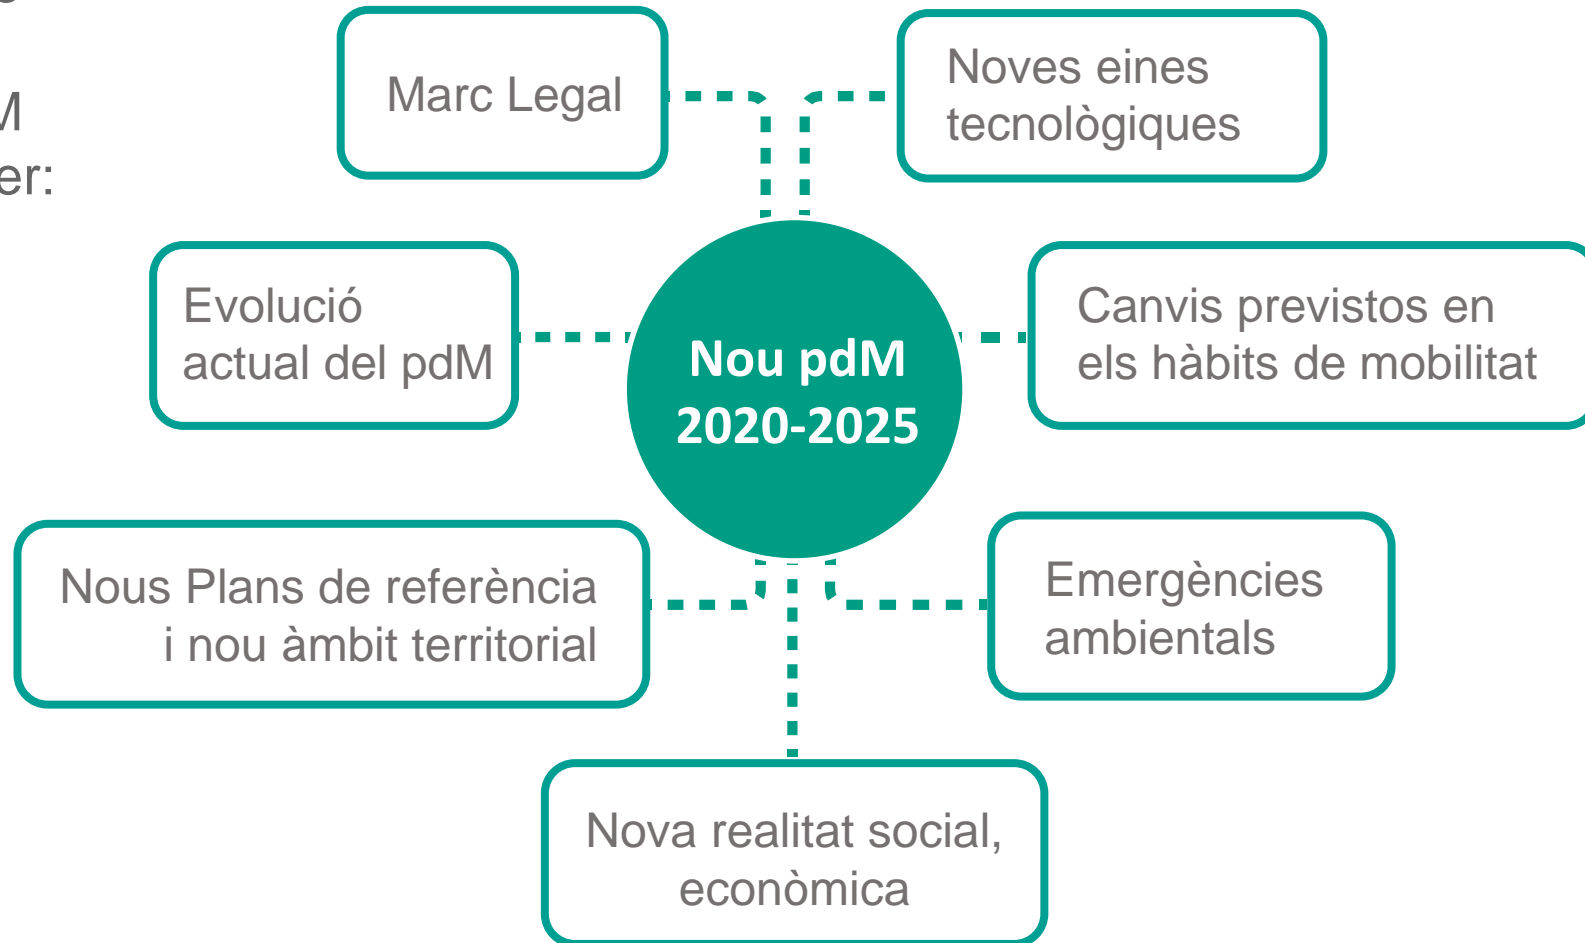 M
er:
Marc Legal
Noves eines
tecnològiques
Evolució
actual del pdM
Nou pdM
2020-2025
Canvis previstos en
els hàbits de mobilitat
Nous Plans de referència
i nou àmbit territorial
Emergències
ambientals
Nova realitat social,
econòmica